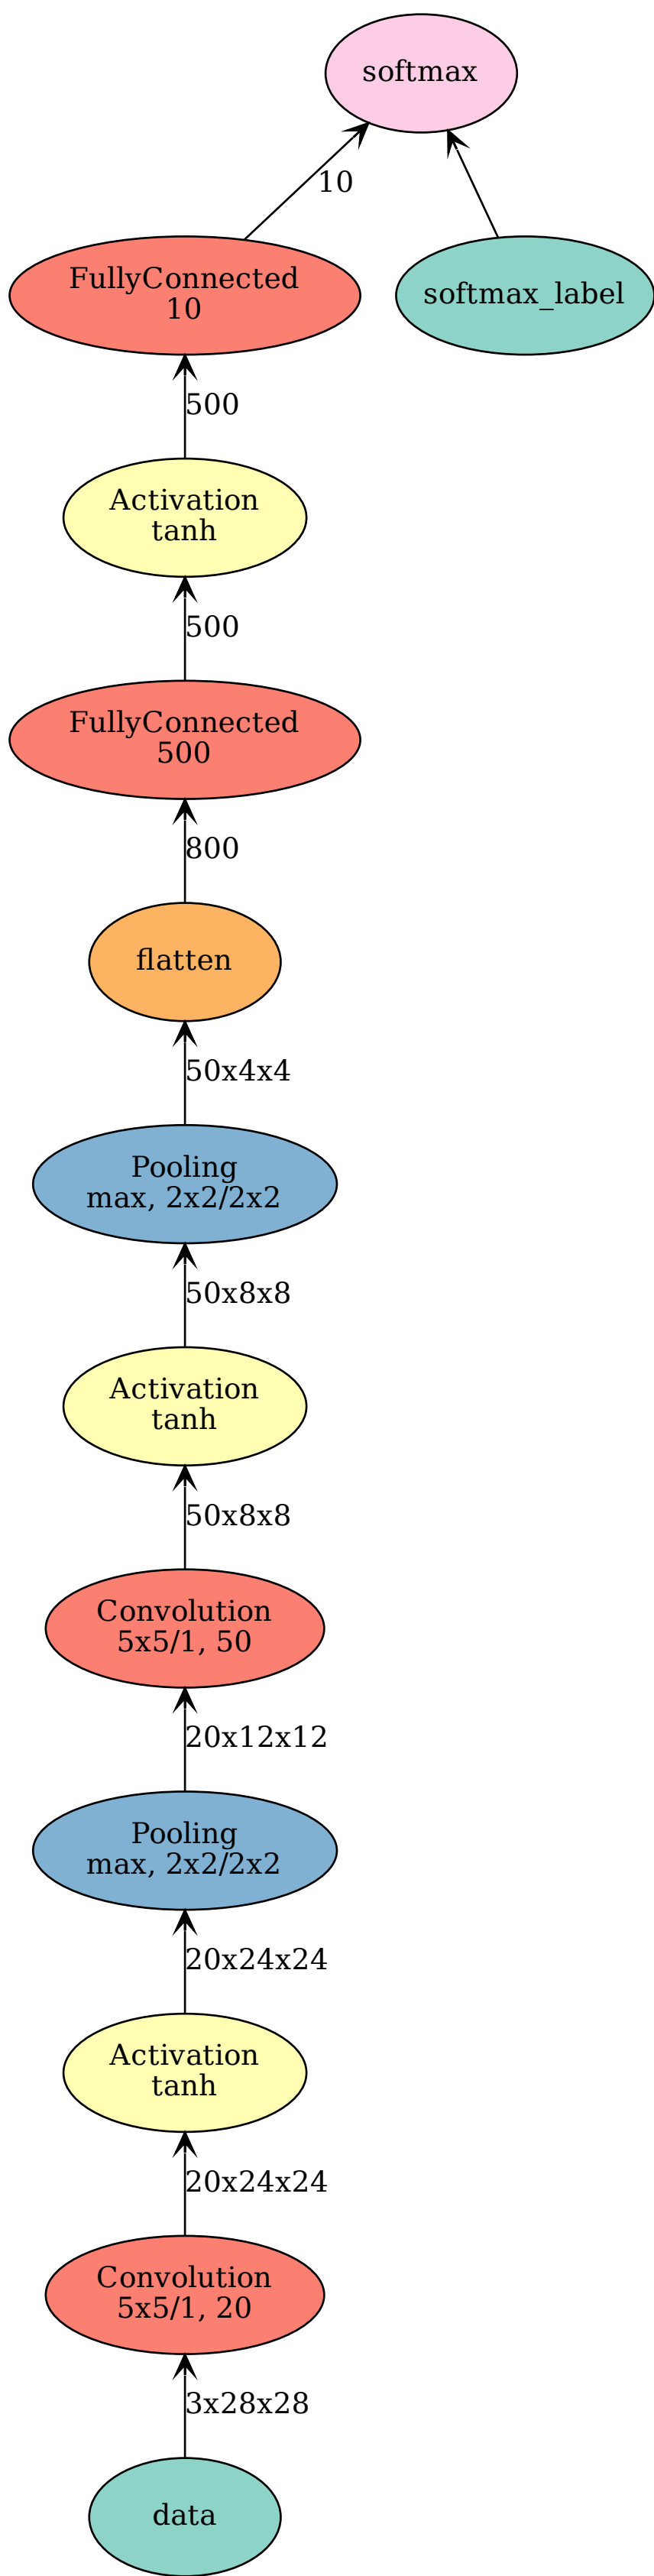 softmax
10
FullyConnected
10
softmax_label
500
Activation
tanh
500
FullyConnected
500
800
flatten
50x4x4
Pooling
max, 2x2/2x2
50x8x8
Activation
tanh
50x8x8
Convolution
5x5/1, 50
20x12x12
Pooling
max, 2x2/2x2
20x24x24
Activation
tanh
20x24x24
Convolution
5x5/1, 20
3x28x28
data